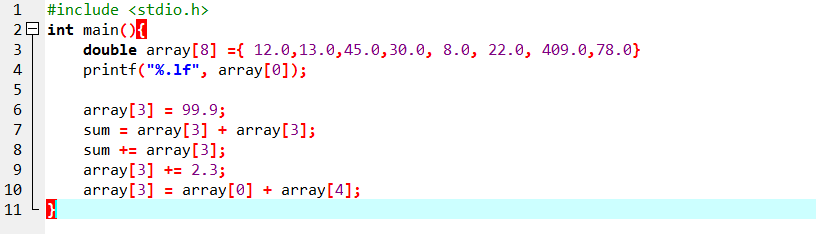 1 #include <stdio.h>
2 int main(){
3 double array[8] ={ 12.0,13.0,45.0,30.0, 8.0, 22.0, 409.0,78.0}
4 printf("%.lf", array[0]);
5
6 array[3] = 99.9;
7 sum = array[3] + array[3];
8 sum += array[3];
9 array[3] += 2.3;
10 array[3] = array[0] + array[4];
11 }